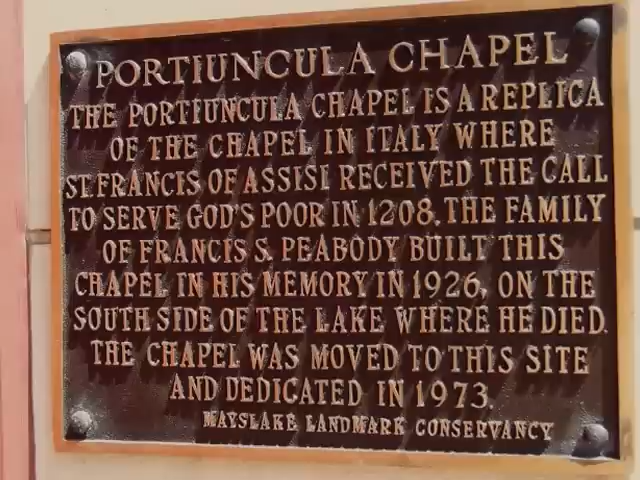 PORTIUNCULA CHAPEL
THE PORTIUNCULA CHAPEL IS A REPLICA
OF THE CHAPEL IN ITALY WHERE
ST. FRANCIS OF ASSISI RECEIVED THE CALL
TO SERVE GOD'S POOR IN 1208. THE FAMILY
OF FRANCIS S. PEABODY BUILT THIS
CHAPEL IN HIS MEMORY IN 1926, ON THE
SOUTH SIDE OF THE LAKE WHERE HE DIED.
THE CHAPEL WAS MOVED TO THIS SITE
AND DEDICATED IN 1973.
MAYSLAKE LANDMARK CONSERVANCY